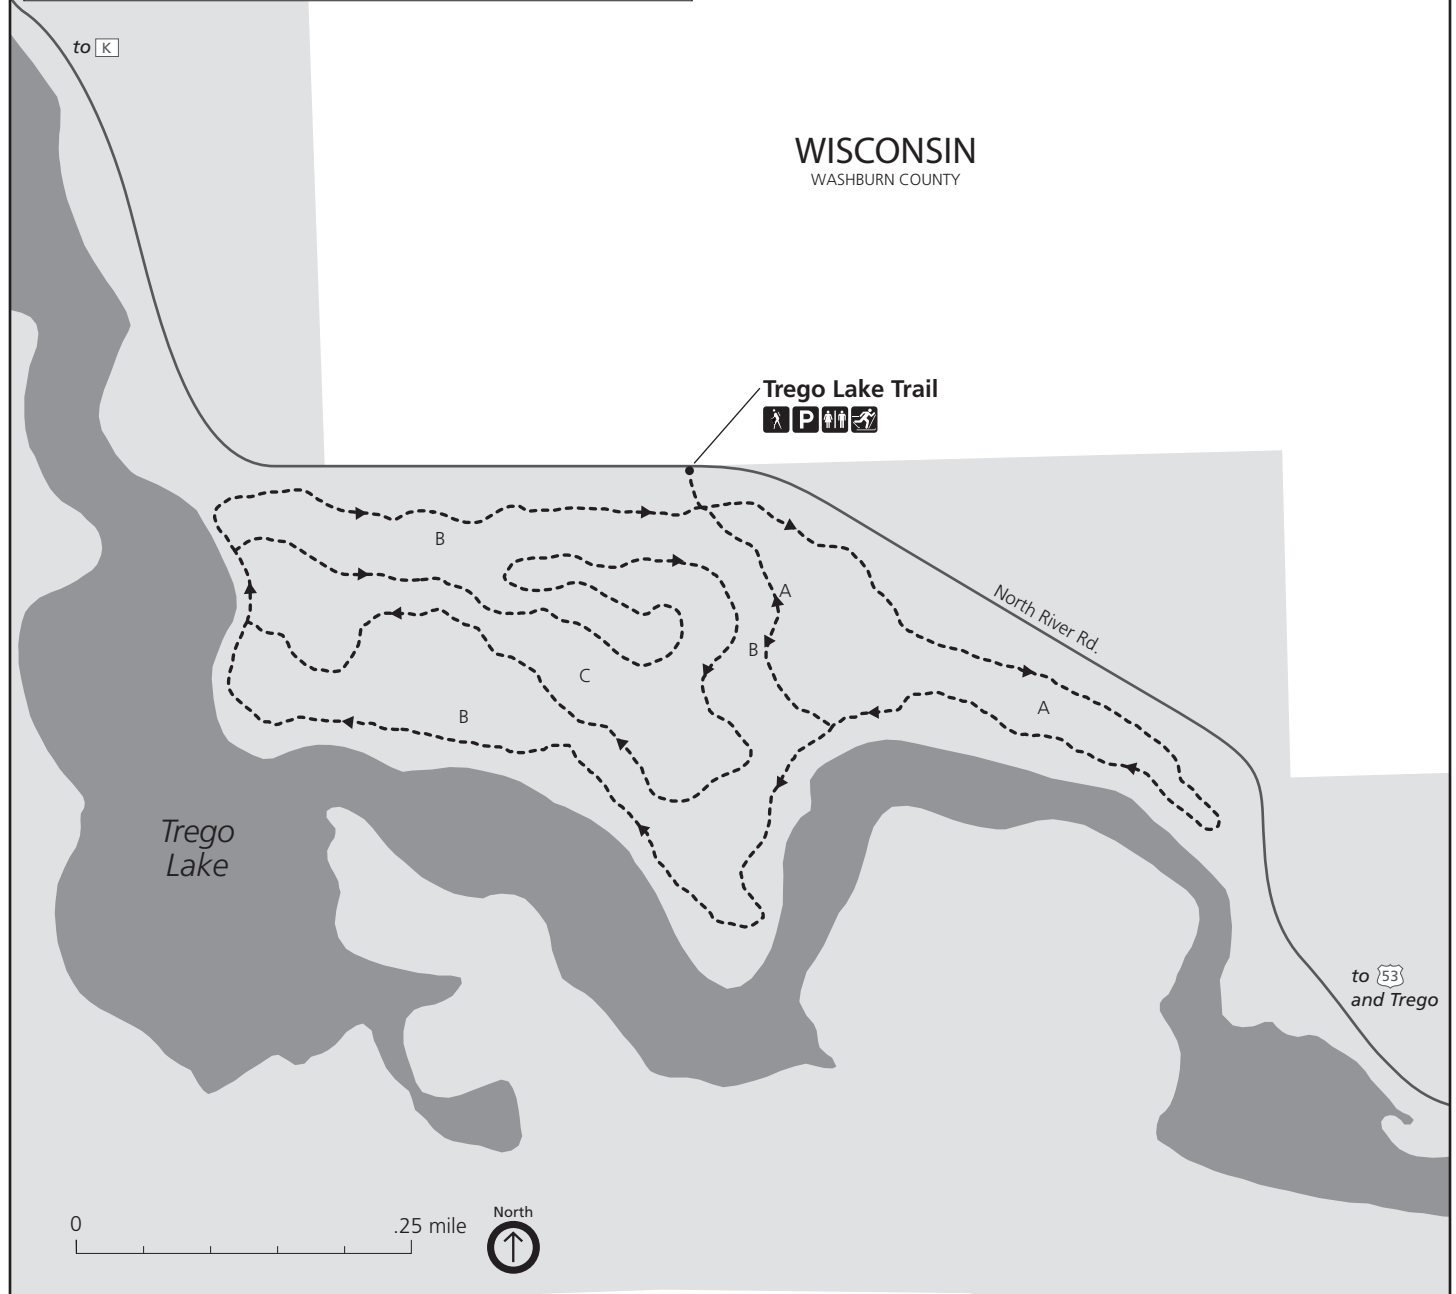 to K
WISCONSIN
WASHBURN COUNTY
Trego Lake Trail
P
B
A
North River Rd.
B
C
A
B
Trego
Lake
to 53
and Trego
0
.25 mile
North